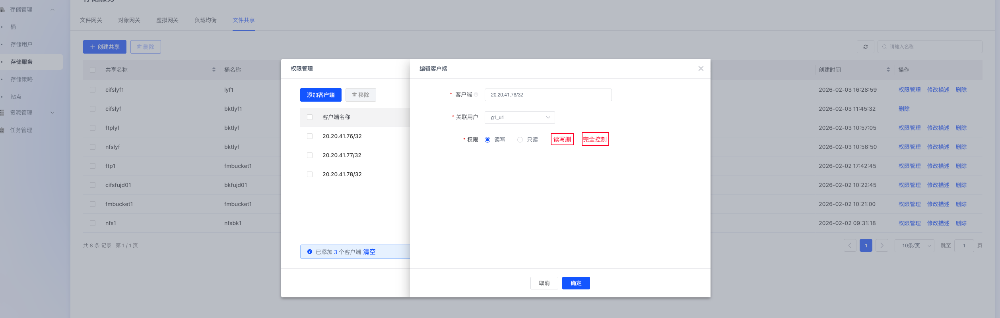 存储服务
存储管理
桶
存储用户
存储服务
存储策略
站点
资源管理
任务管理
文件网关 对象网关 虚拟网关 负载均衡 文件共享
创建共享 删除 请输入名称
共享名称 桶名称 创建时间 操作
cifslyf1 lyf1 2026-02-03 16:28:59 权限管理 修改描述 删除
cifslyf bktlyf1 2026-02-03 11:45:32 删除
ftplyf bktlyf 2026-02-03 10:57:05 权限管理 修改描述 删除
nfslyf bktlyf 2026-02-03 10:56:50 权限管理 修改描述 删除
ftp1 fmbucket1 2026-02-02 17:42:45 权限管理 修改描述 删除
cifsfujd01 bkfujd01 2026-02-02 10:22:45 权限管理 修改描述 删除
fmbucket1 fmbucket1 2026-02-02 10:21:00 权限管理 修改描述 删除
nfs1 nfsbk1 2026-02-02 09:31:18 权限管理 修改描述 删除
共 8 条 记录 第 1 / 1 页 1 10条/页 跳至 1 页
权限管理
添加客户端 移除
客户端名称
20.20.41.76/32
20.20.41.77/32
20.20.41.78/32
已添加 3 个客户端 清空
编辑客户端
* 客户端 20.20.41.76/32
* 关联用户 g1_u1
* 权限 读写 只读 读写删 完全控制
取消 确定